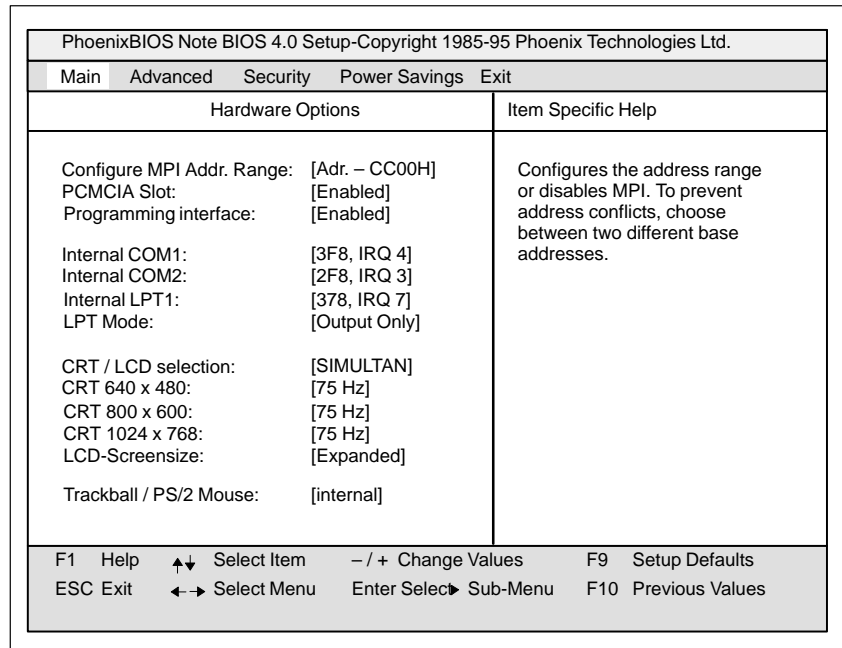 PhoenixBIOS Note BIOS 4.0 Setup-Copyright 1985-95 Phoenix Technologies Ltd.
Main Advanced Security Power Savings Exit
Hardware Options
Item Specific Help
Configure MPI Addr. Range: [Adr. – CC00H]
PCMCIA Slot: [Enabled]
Programming interface: [Enabled]
Internal COM1: [3F8, IRQ 4]
Internal COM2: [2F8, IRQ 3]
Internal LPT1: [378, IRQ 7]
LPT Mode: [Output Only]
CRT / LCD selection: [SIMULTAN]
CRT 640 x 480: [75 Hz]
CRT 800 x 600: [75 Hz]
CRT 1024 x 768: [75 Hz]
LCD-Screensize: [Expanded]
Trackball / PS/2 Mouse: [internal]
Configures the address range
or disables MPI. To prevent
address conflicts, choose
between two different base
addresses.
F1 Help Select Item – / + Change Values F9 Setup Defaults
ESC Exit Select Menu Enter Select Sub-Menu F10 Previous Values